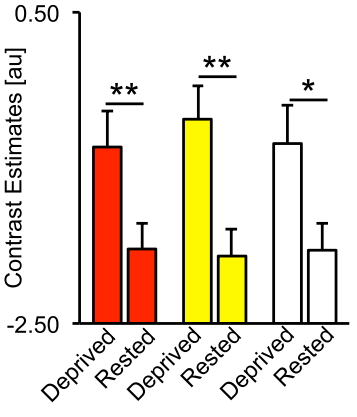 0.50
Contrast Estimates [au]
-2.50
**
**
*
Deprived
Rested
Deprived
Rested
Deprived
Rested